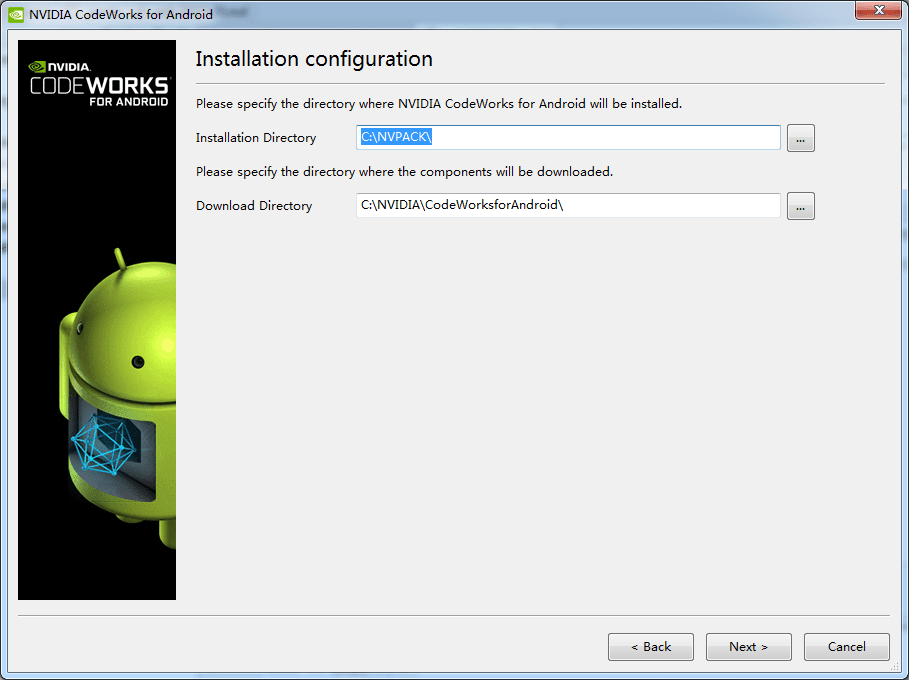 NVIDIA CodeWorks for Android
NVIDIA.
CODEWORKS
FOR ANDROID
Installation configuration
Please specify the directory where NVIDIA CodeWorks for Android will be installed.
Installation Directory C:\NVPACK\ ...
Please specify the directory where the components will be downloaded.
Download Directory C:\NVIDIA\CodeWorksforAndroid\ ...
< Back Next > Cancel